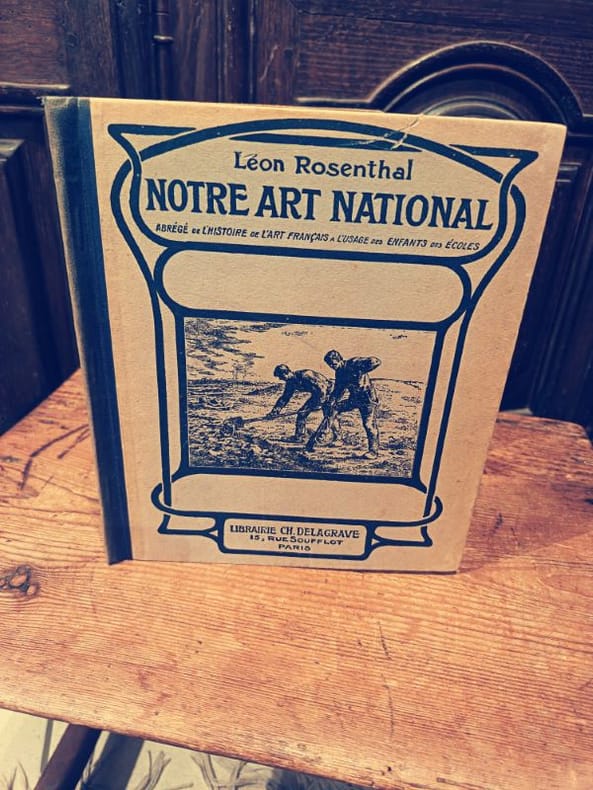 Léon Rosenthal
NOTRE ART NATIONAL
ABRÉGÉ DE L'HISTOIRE DE L'ART FRANÇAIS A L'USAGE DES ENFANTS DES ÉCOLES
LIBRAIRIE CH. DELAGRAVE
15, RUE SOUFFLOT
PARIS